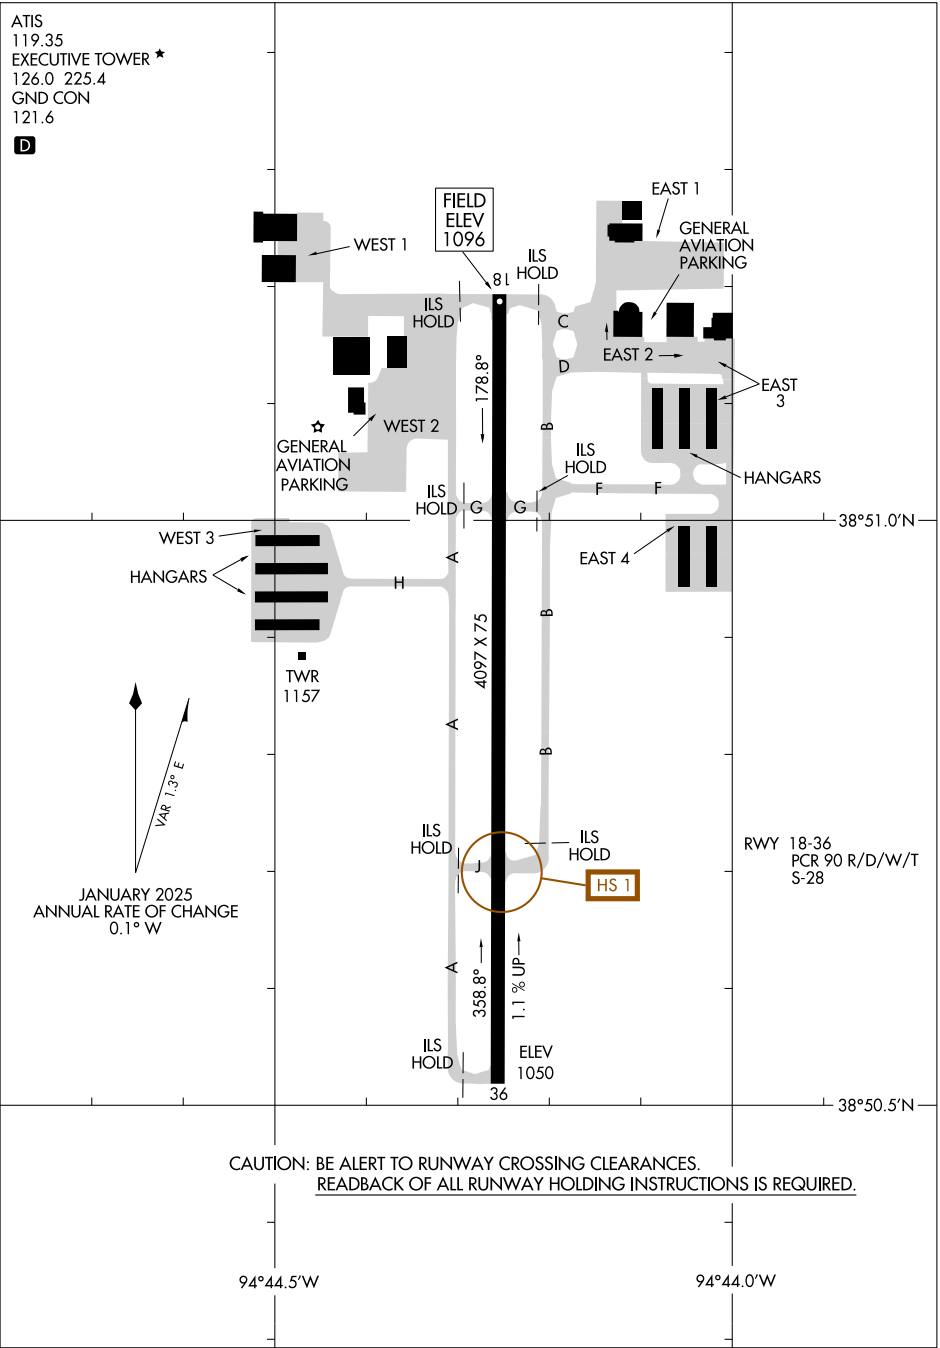 ATIS
119.35
EXECUTIVE TOWER ★
126.0 225.4
GND CON
121.6
D
FIELD
ELEV
1096
EAST 1
GENERAL
AVIATION
PARKING
WEST 1
ILS
HOLD
18
ILS
HOLD
C
EAST 2
D
EAST
3
178.8°
WEST 2
B
GENERAL
AVIATION
PARKING
ILS
HOLD
HANGARS
ILS
HOLD
F
F
G
G
38°51.0'N
WEST 3
A
EAST 4
HANGARS
H
B
4097 X 75
TWR
1157
A
B
VAR 1.3° E
ILS
HOLD
ILS
HOLD
J
RWY 18-36
PCR 90 R/D/W/T
S-28
HS 1
JANUARY 2025
ANNUAL RATE OF CHANGE
0.1° W
A
358.8°
1.1 % UP
ILS
HOLD
ELEV
1050
36
38°50.5'N
CAUTION: BE ALERT TO RUNWAY CROSSING CLEARANCES.
READBACK OF ALL RUNWAY HOLDING INSTRUCTIONS IS REQUIRED.
94°44.5'W
94°44.0'W